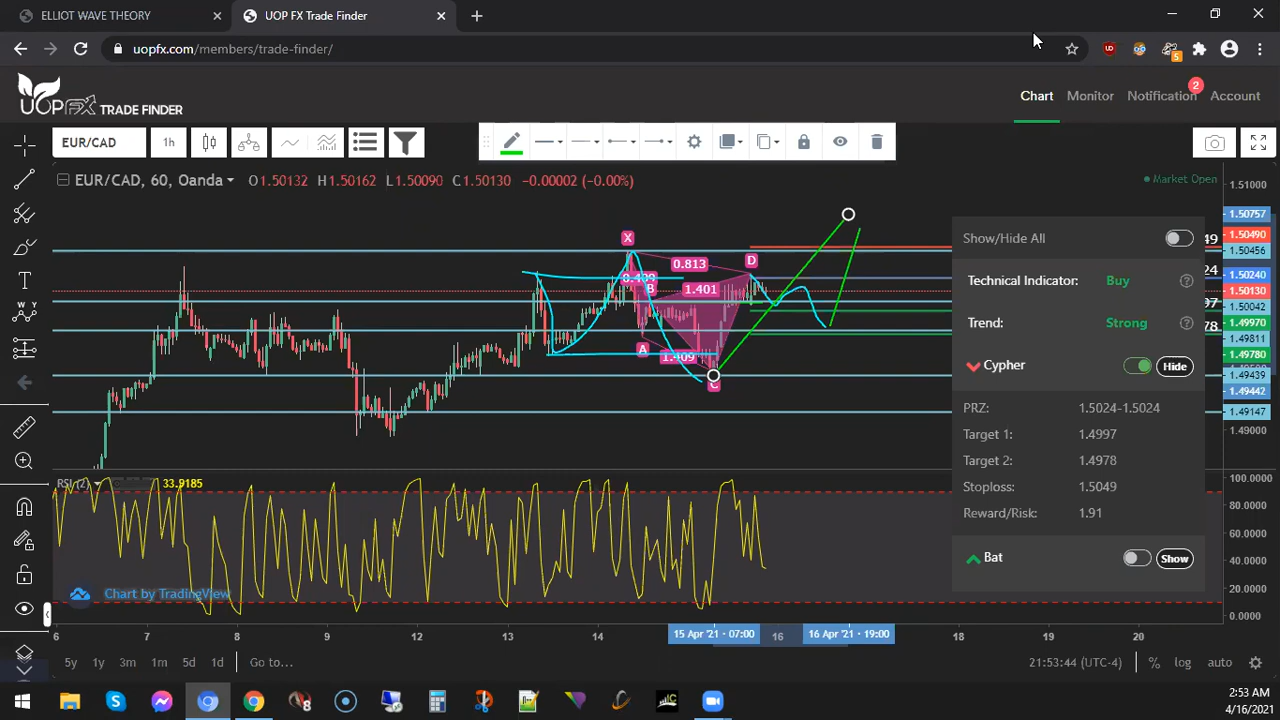 ELLIOT WAVE THEORY
UOP FX Trade Finder
uopfx.com/members/trade-finder/
UOPFX TRADE FINDER
Chart
Monitor
Notification
2
Account
EUR/CAD
1h
EUR/CAD, 60, Oanda
O1.50132 H1.50162 L1.50090 C1.50130 -0.00002 (-0.00%)
Market Open
1.51000
1.50757
1.50490
1.50456
1.50240
1.50130
1.50042
1.49970
1.49811
1.49780
1.49439
1.49442
1.49147
1.49000
X
0.813
D
B
1.401
A
1.409
C
Show/Hide All
Technical Indicator: Buy
Trend: Strong
Cypher
Hide
PRZ: 1.5024-1.5024
Target 1: 1.4997
Target 2: 1.4978
Stoploss: 1.5049
Reward/Risk: 1.91
Bat
Show
RSI (2)
33.9185
100.0000
80.0000
60.0000
40.0000
20.0000
0.0000
Chart by TradingView
6 7 8 9 12 13 14 15 Apr '21 - 07:00 16 16 Apr '21 - 19:00 18 19 20
5y 1y 3m 1m 5d 1d Go to...
21:53:44 (UTC-4) % log auto
2:53 AM
4/16/2021